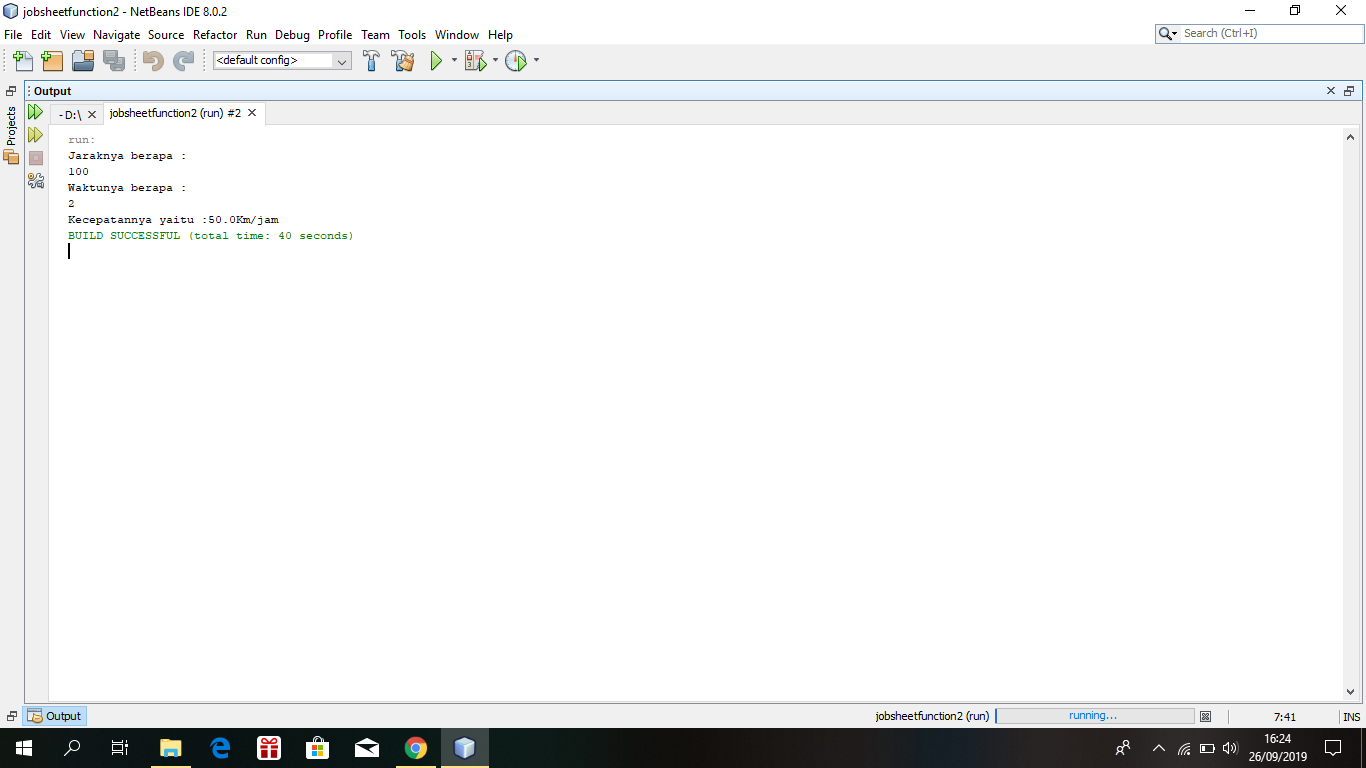 jobsheetfunction2 - NetBeans IDE 8.0.2
File Edit View Navigate Source Refactor Run Debug Profile Team Tools Window Help
Search (Ctrl+I)
<default config>
Output
Projects
-D:\
jobsheetfunction2 (run) #2
run:
Jaraknya berapa :
100
Waktunya berapa :
2
Kecepatannya yaitu :50.0Km/jam
BUILD SUCCESSFUL (total time: 40 seconds)
Output
jobsheetfunction2 (run)
running...
7:41
INS
16:24
26/09/2019